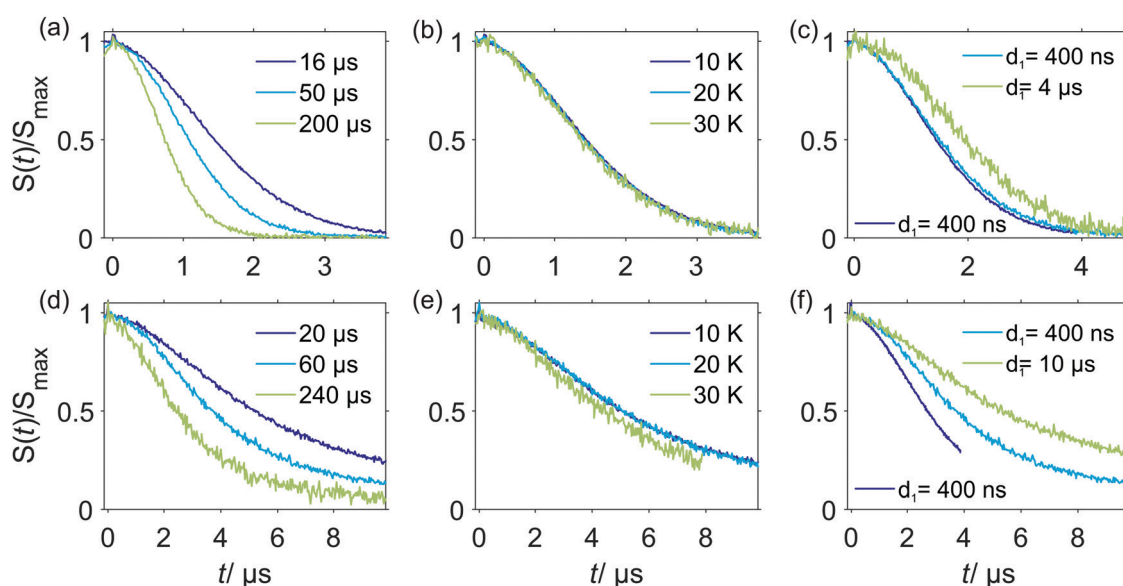 (a)
1
0.5
0
S(t)/Smax
16 µs
50 µs
200 µs
0 1 2 3
(b)
1
0.5
0
10 K
20 K
30 K
0 1 2 3
(c)
1
0.5
0
d1= 400 ns
d1= 4 µs
d1= 400 ns
0 2 4
(d)
1
0.5
0
S(t)/Smax
20 µs
60 µs
240 µs
0 2 4 6 8
t/ µs
(e)
1
0.5
0
10 K
20 K
30 K
0 2 4 6 8
t/ µs
(f)
1
0.5
0
d1= 400 ns
d1= 10 µs
d1= 400 ns
0 2 4 6 8
t/ µs